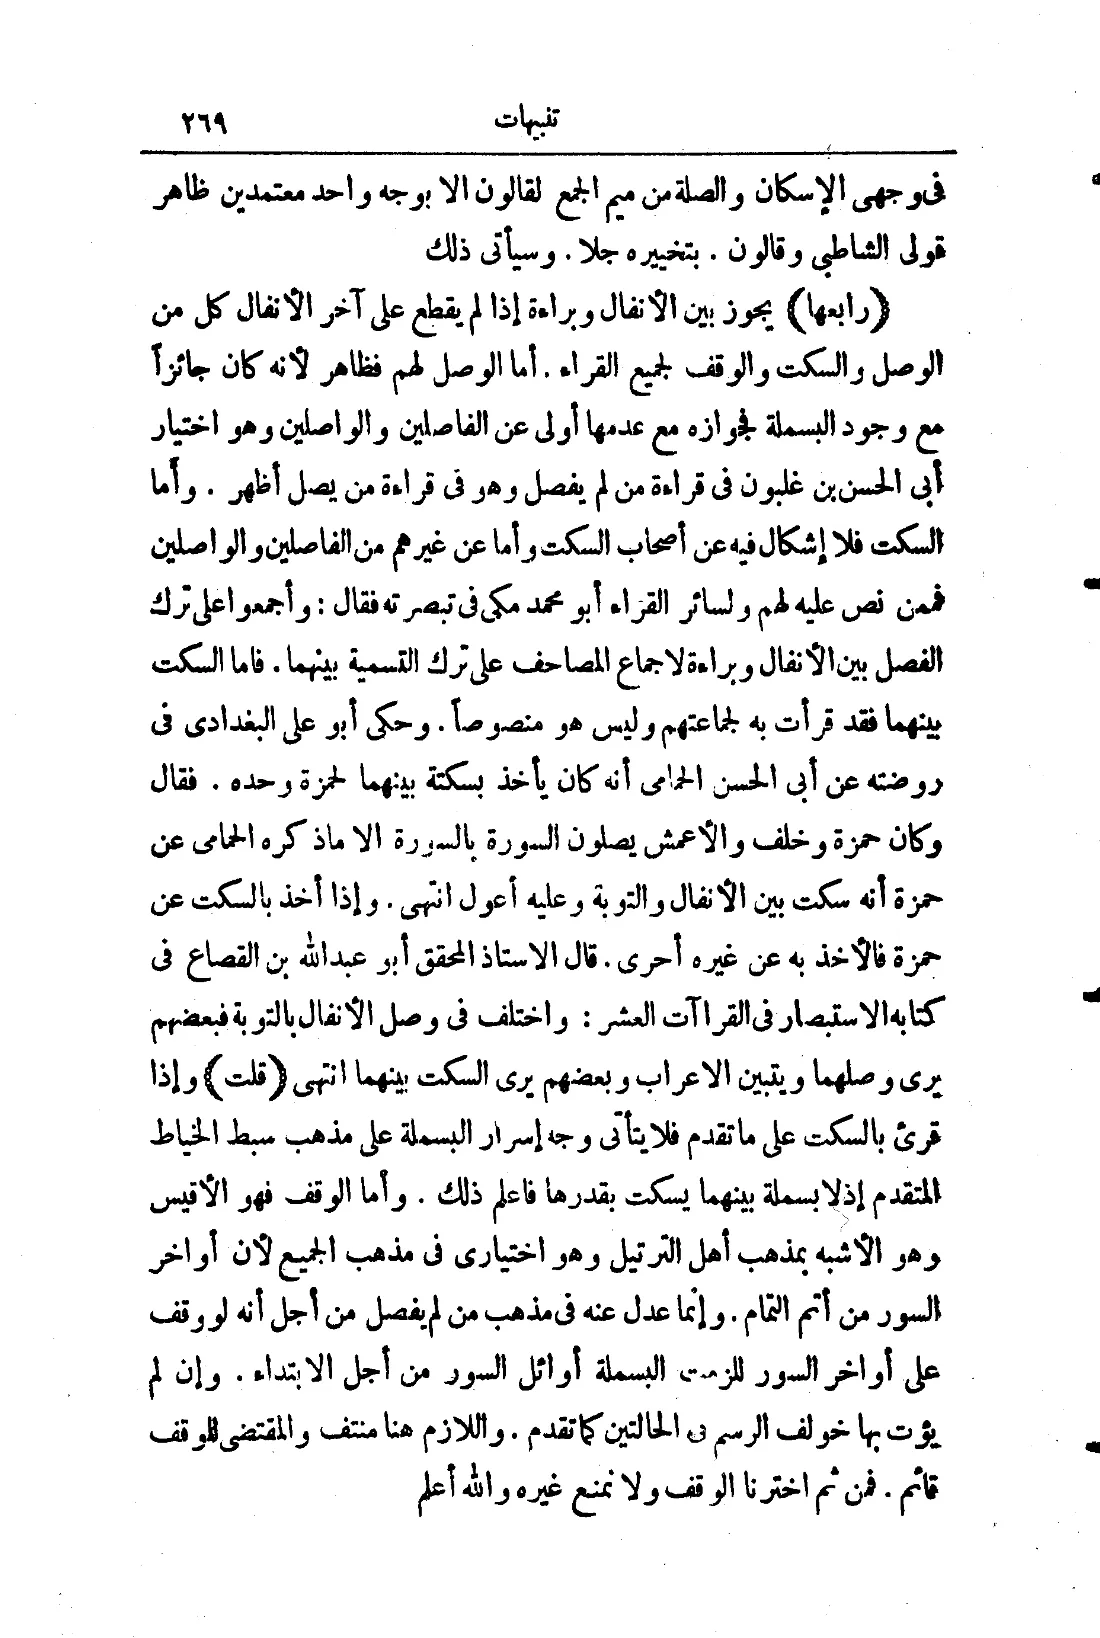 تنبيهات ٢٦٩
فى وجهى الإسكان والصلة من ميم الجمع لقالون الا بوجه واحد معتمدين ظاهر
قولى الشاطبي وقالون . بتخييره جلا . وسيأتى ذلك
(رابعها) يجوز بين الأنفال وبراءة إذا لم يقطع على آخر الأنفال كل من
الوصل والسكت والوقف لجميع القراء . أما الوصل لهم فظاهر لأنه كان جائزاً
مع وجود البسملة فجوازه مع عدمها أولى عن الفاصلين والواصلين وهو اختيار
أبى الحسن بن غلبون فى قراءة من لم يفصل وهو فى قراءة من يصل أظهر . وأما
السكت فلا إشكال فيه عن أصحاب السكت وأما عن غيرهم من الفاصلين والواصلين
فممن نص عليه لهم ولسائر القراء أبو محمد مكى فى تبصرته فقال : وأجمعوا على ترك
الفصل بين الأنفال وبراءة لاجماع المصاحف على ترك التسمية بينهما . فاما السكت
بينهما فقد قرأت به لجماعتهم وليس هو منصوصاً . وحكى أبو على البغدادى فى
روضته عن أبى الحسن الحمامى أنه كان يأخذ بسكتة بينهما لحمزة وحده . فقال
وكان حمزة وخلف والأعمش يصلون السورة بالسورة الا ماذكره الحمامى عن
حمزة أنه سكت بين الأنفال والتوبة وعليه أعول انتهى . وإذا أخذ بالسكت عن
حمزة فالأخذ به عن غيره أحرى . قال الاستاذ المحقق أبو عبدالله بن القصاع فى
كتابه الاستبصار فى القراآت العشر : واختلف فى وصل الأنفال بالتوبة فبعضهم
يرى وصلهما ويتبين الاعراب وبعضهم يرى السكت بينهما انتهى (قلت) وإذا
قرئ بالسكت على ماتقدم فلا يتأتى وجه إسرار البسملة على مذهب سبط الخياط
المتقدم إذلا بسملة بينهما يسكت بقدرها فاعلم ذلك . وأما الوقف فهو الأقيس
وهو الأشبه بمذهب أهل الترتيل وهو اختيارى فى مذهب الجميع لأن أواخر
السور من أتم التمام . وإنما عدل عنه فى مذهب من لم يفصل من أجل أنه لو وقف
على أواخر السور للزمت البسملة أوائل السور من أجل الابتداء . وإن لم
يؤت بها خولف الرسم فى الحالتين كما تقدم . واللازم هنا منتف والمقتضى للوقف
قائم . فمن ثم اخترنا الوقف ولا نمنع غيره والله أعلم